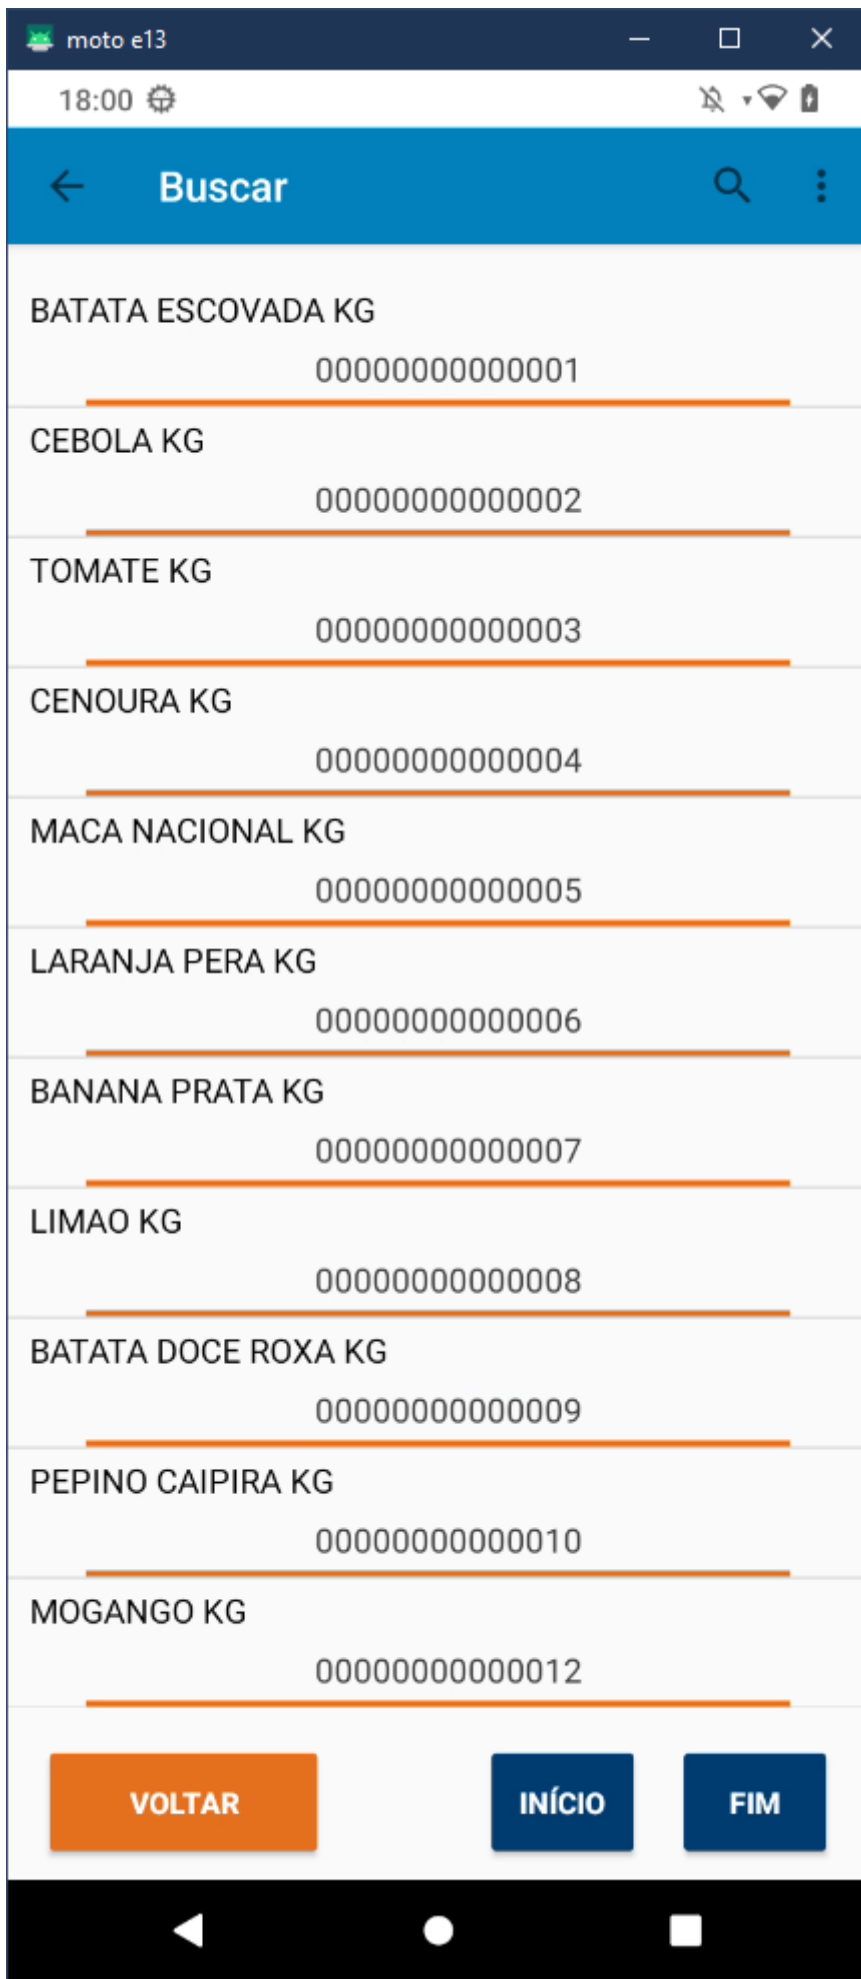 moto e13
18:00
Buscar
BATATA ESCOVADA KG
00000000000001
CEBOLA KG
00000000000002
TOMATE KG
00000000000003
CENOURA KG
00000000000004
MACA NACIONAL KG
00000000000005
LARANJA PERA KG
00000000000006
BANANA PRATA KG
00000000000007
LIMAO KG
00000000000008
BATATA DOCE ROXA KG
00000000000009
PEPINO CAIPIRA KG
00000000000010
MOGANGO KG
00000000000012
VOLTAR INÍCIO FIM